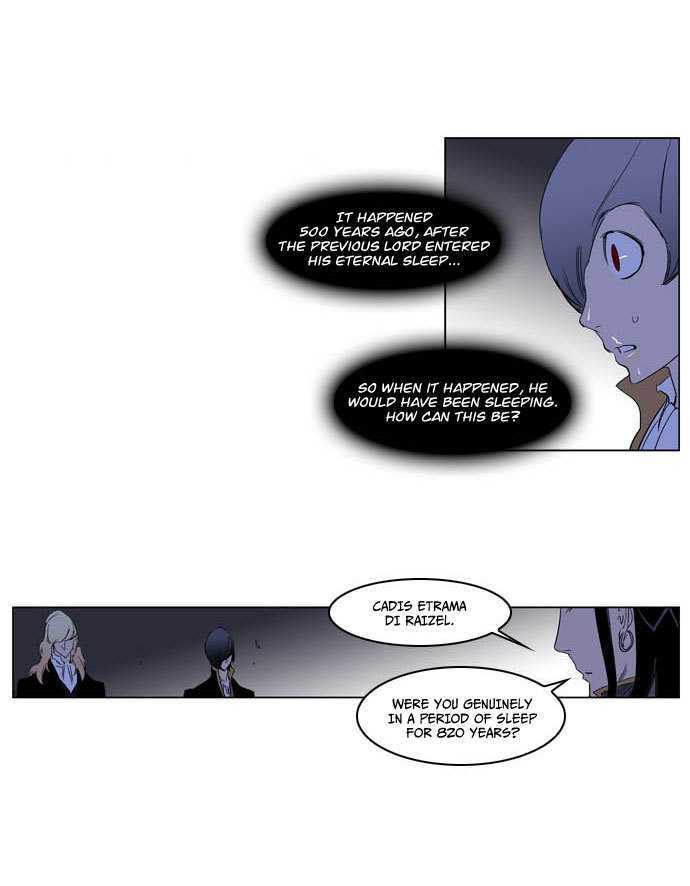 IT HAPPENED
500 YEARS AGO, AFTER
THE PREVIOUS LORD ENTERED
HIS ETERNAL SLEEP...
SO WHEN IT HAPPENED, HE
WOULD HAVE BEEN SLEEPING.
HOW CAN THIS BE?
CADIS ETRAMA
DI RAIZEL.
WERE YOU GENUINELY
IN A PERIOD OF SLEEP
FOR 820 YEARS?